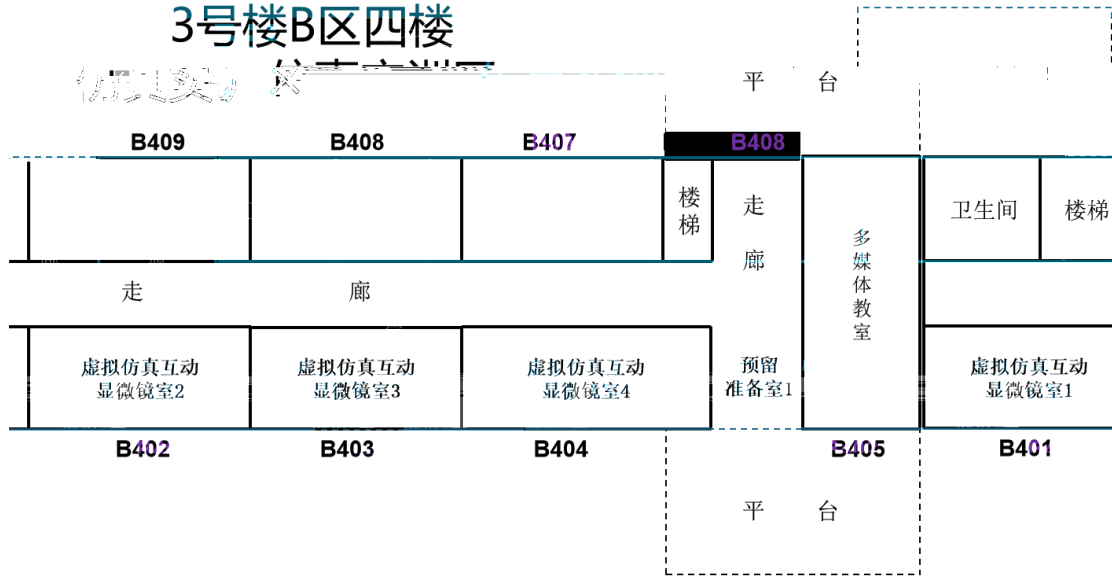 3号楼B区四楼
平 台
B409 B408 B407 B408
楼梯
走廊
多媒体教室
卫生间
楼梯
走 廊
虚拟仿真互动
显微镜室2
虚拟仿真互动
显微镜室3
虚拟仿真互动
显微镜室4
预留
准备室1
虚拟仿真互动
显微镜室1
B402 B403 B404 B405 B401
平 台